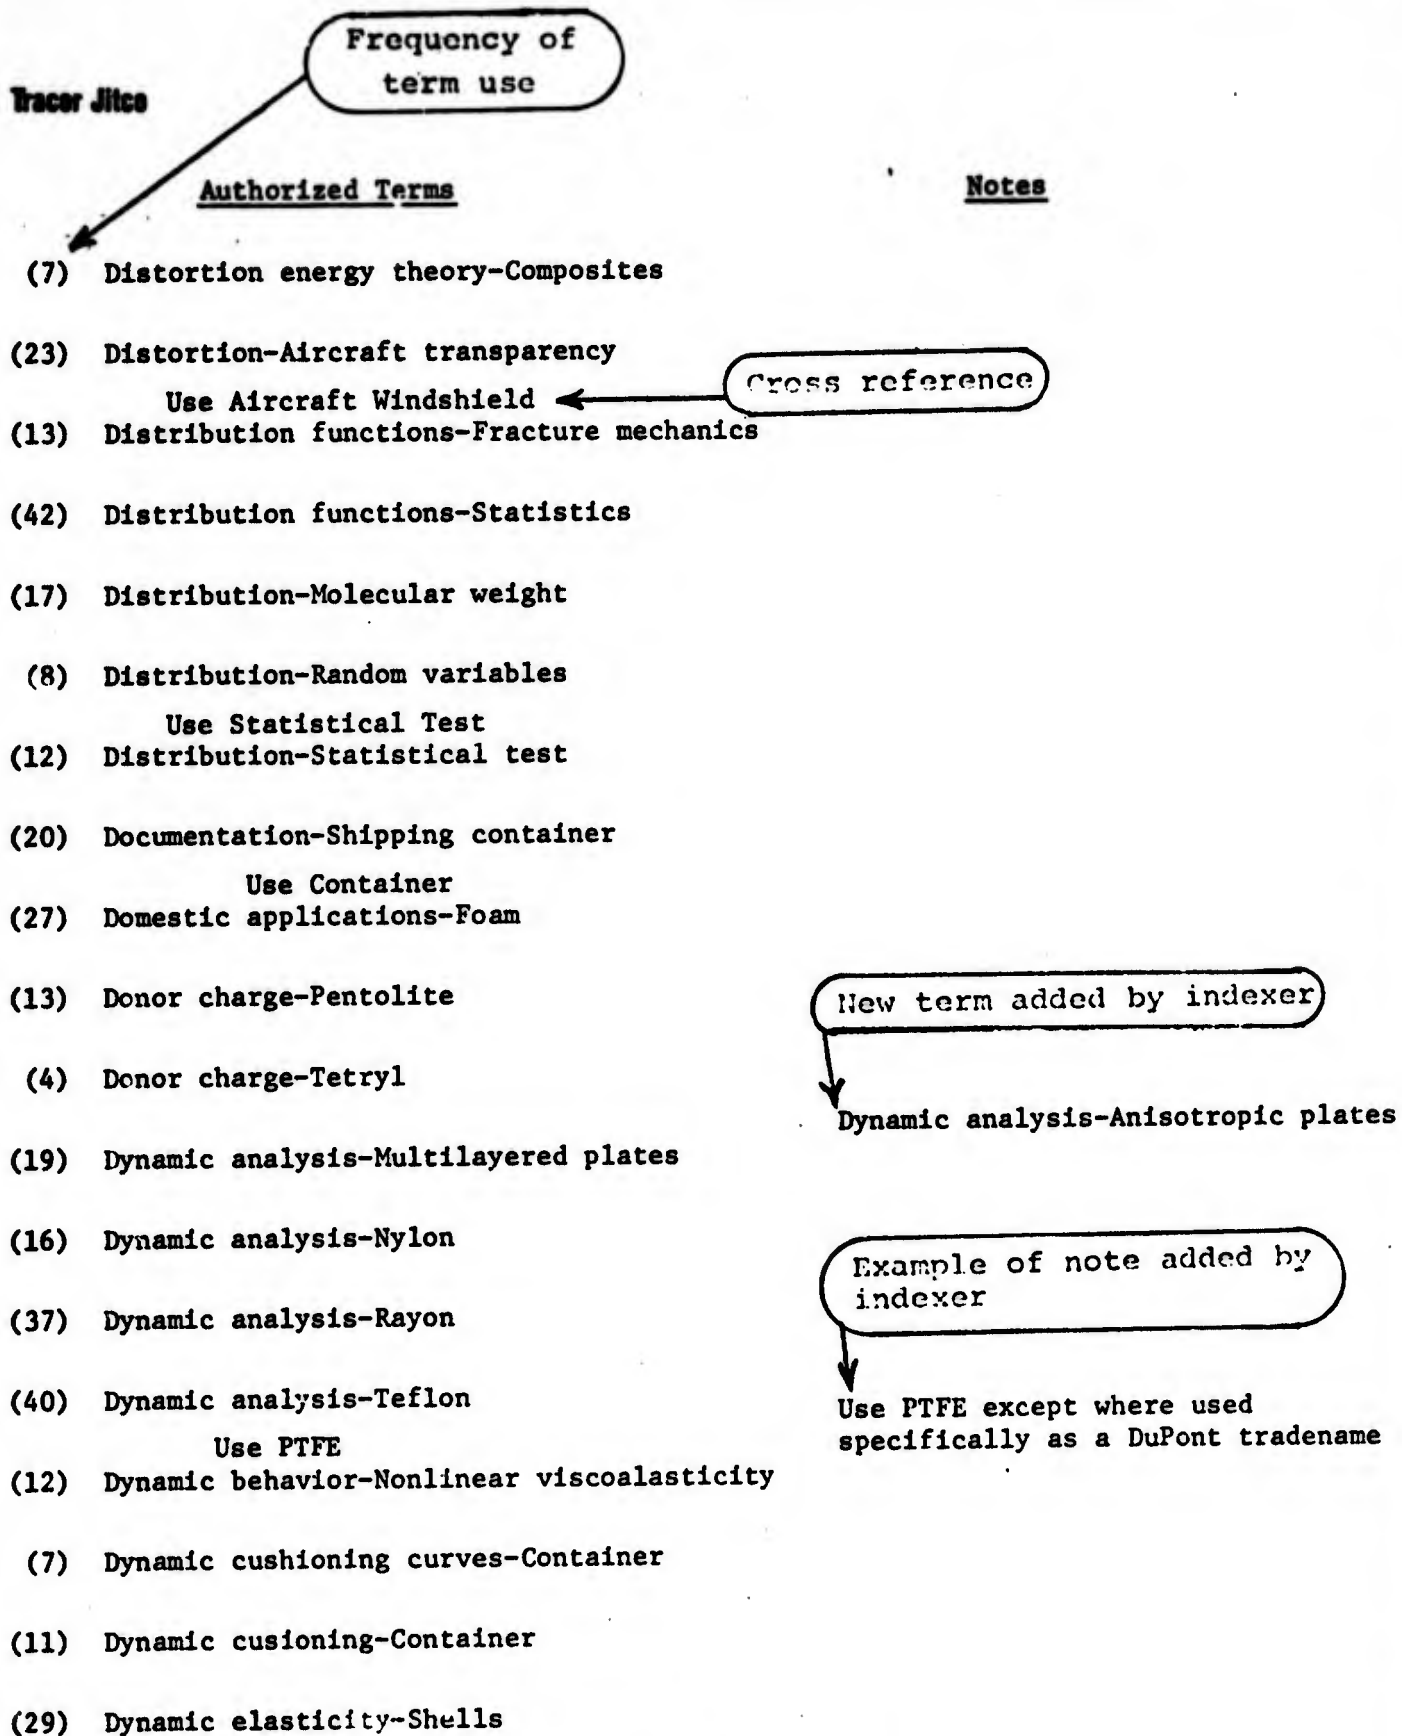 Frequency of
term use
Tracor Jitco
Authorized Terms
Notes
(7) Distortion energy theory-Composites
(23) Distortion-Aircraft transparency
Cross reference
Use Aircraft Windshield
(13) Distribution functions-Fracture mechanics
(42) Distribution functions-Statistics
(17) Distribution-Molecular weight
(8) Distribution-Random variables
Use Statistical Test
(12) Distribution-Statistical test
(20) Documentation-Shipping container
Use Container
(27) Domestic applications-Foam
(13) Donor charge-Pentolite
New term added by indexer
(4) Donor charge-Tetryl
Dynamic analysis-Anisotropic plates
(19) Dynamic analysis-Multilayered plates
(16) Dynamic analysis-Nylon
Example of note added by
indexer
(37) Dynamic analysis-Rayon
(40) Dynamic analysis-Teflon
Use PTFE except where used
specifically as a DuPont tradename
Use PTFE
(12) Dynamic behavior-Nonlinear viscoalasticity
(7) Dynamic cushioning curves-Container
(11) Dynamic cusioning-Container
(29) Dynamic elasticity-Shells